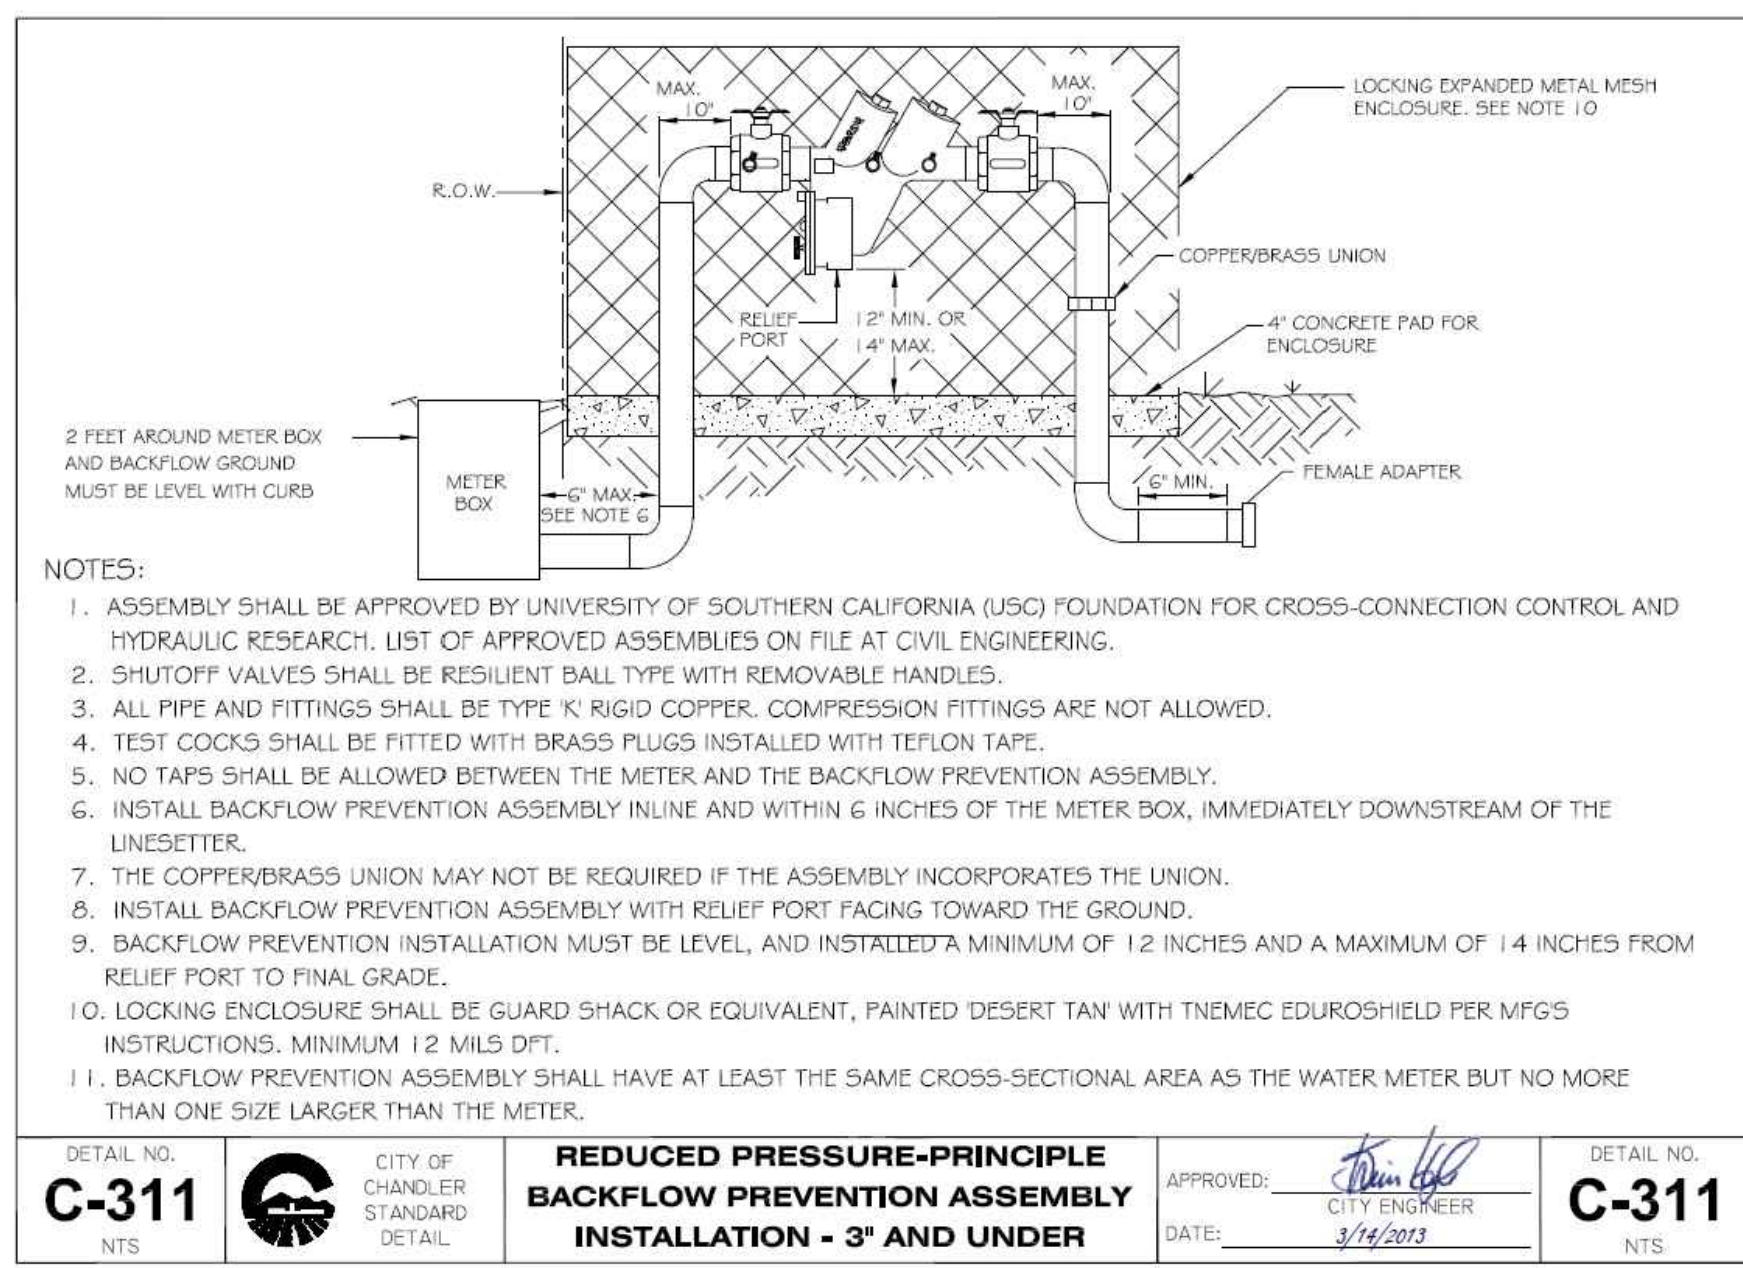 MAX.
10"
MAX.
10"
LOCKING EXPANDED METAL MESH
ENCLOSURE. SEE NOTE 10
R.O.W.
COPPER/BRASS UNION
RELIEF
PORT
12" MIN. OR
14" MAX.
4" CONCRETE PAD FOR
ENCLOSURE
2 FEET AROUND METER BOX
AND BACKFLOW GROUND
MUST BE LEVEL WITH CURB
METER
BOX
6" MAX.
SEE NOTE 6
6" MIN.
FEMALE ADAPTER
NOTES:
1. ASSEMBLY SHALL BE APPROVED BY UNIVERSITY OF SOUTHERN CALIFORNIA (USC) FOUNDATION FOR CROSS-CONNECTION CONTROL AND
HYDRAULIC RESEARCH. LIST OF APPROVED ASSEMBLIES ON FILE AT CIVIL ENGINEERING.
2. SHUTOFF VALVES SHALL BE RESILIENT BALL TYPE WITH REMOVABLE HANDLES.
3. ALL PIPE AND FITTINGS SHALL BE TYPE 'K' RIGID COPPER. COMPRESSION FITTINGS ARE NOT ALLOWED.
4. TEST COCKS SHALL BE FITTED WITH BRASS PLUGS INSTALLED WITH TEFLON TAPE.
5. NO TAPS SHALL BE ALLOWED BETWEEN THE METER AND THE BACKFLOW PREVENTION ASSEMBLY.
6. INSTALL BACKFLOW PREVENTION ASSEMBLY INLINE AND WITHIN 6 INCHES OF THE METER BOX, IMMEDIATELY DOWNSTREAM OF THE
LINESETTER.
7. THE COPPER/BRASS UNION MAY NOT BE REQUIRED IF THE ASSEMBLY INCORPORATES THE UNION.
8. INSTALL BACKFLOW PREVENTION ASSEMBLY WITH RELIEF PORT FACING TOWARD THE GROUND.
9. BACKFLOW PREVENTION INSTALLATION MUST BE LEVEL, AND INSTALLED A MINIMUM OF 12 INCHES AND A MAXIMUM OF 14 INCHES FROM
RELIEF PORT TO FINAL GRADE.
10. LOCKING ENCLOSURE SHALL BE GUARD SHACK OR EQUIVALENT, PAINTED 'DESERT TAN' WITH TNEMEC EDUROSHIELD PER MFG'S
INSTRUCTIONS. MINIMUM 12 MILS DFT.
11. BACKFLOW PREVENTION ASSEMBLY SHALL HAVE AT LEAST THE SAME CROSS-SECTIONAL AREA AS THE WATER METER BUT NO MORE
THAN ONE SIZE LARGER THAN THE METER.
DETAIL NO.
C-311
NTS
CITY OF
CHANDLER
STANDARD
DETAIL
REDUCED PRESSURE-PRINCIPLE
BACKFLOW PREVENTION ASSEMBLY
INSTALLATION - 3" AND UNDER
APPROVED:
CITY ENGINEER
DATE: 3/14/2013
DETAIL NO.
C-311
NTS